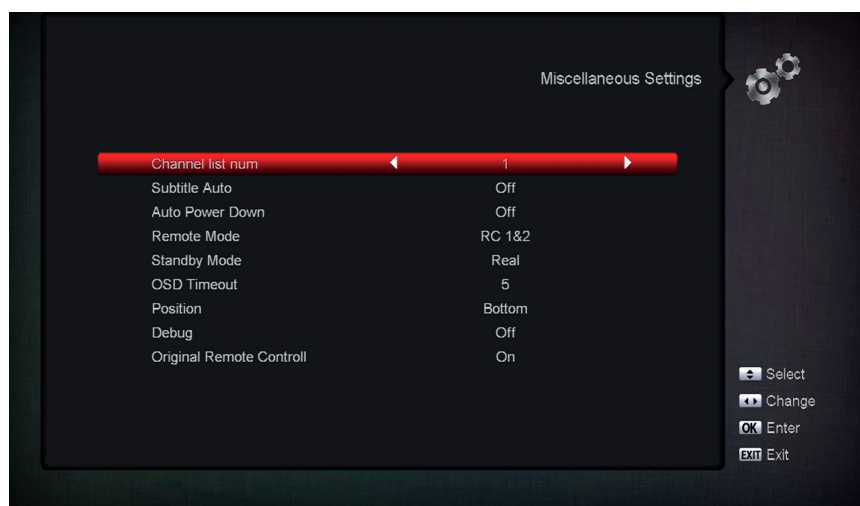 Miscellaneous Settings
Channel list num 1
Subtitle Auto Off
Auto Power Down Off
Remote Mode RC 1&2
Standby Mode Real
OSD Timeout 5
Position Bottom
Debug Off
Original Remote Controll On
Select
Change
OK Enter
EXIT Exit